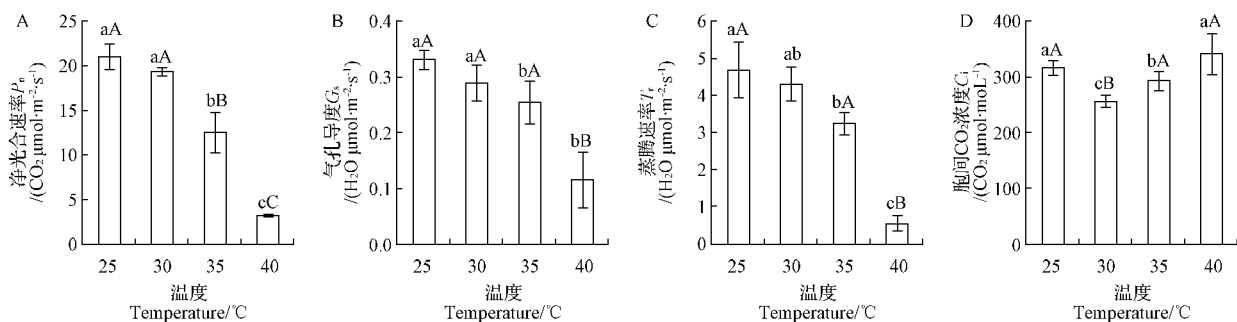 A
净光合速率Pn
/(CO₂ μmol·m⁻²·s⁻¹)
25
20
15
10
5
0
aA
aA
bB
cC
25 30 35 40
温度
Temperature/℃
B
气孔导度Gs
/(H₂O μmol·m⁻²·s⁻¹)
0.4
0.3
0.2
0.1
0.0
aA
aA
bA
bB
25 30 35 40
温度
Temperature/℃
C
蒸腾速率Tr
/(H₂O μmol·m⁻²·s⁻¹)
6
5
4
3
2
1
0
aA
ab
bA
cB
25 30 35 40
温度
Temperature/℃
D
胞间CO₂浓度Ci
/(CO₂ μmol·moL⁻¹)
400
300
200
100
0
aA
cB
bA
aA
25 30 35 40
温度
Temperature/℃